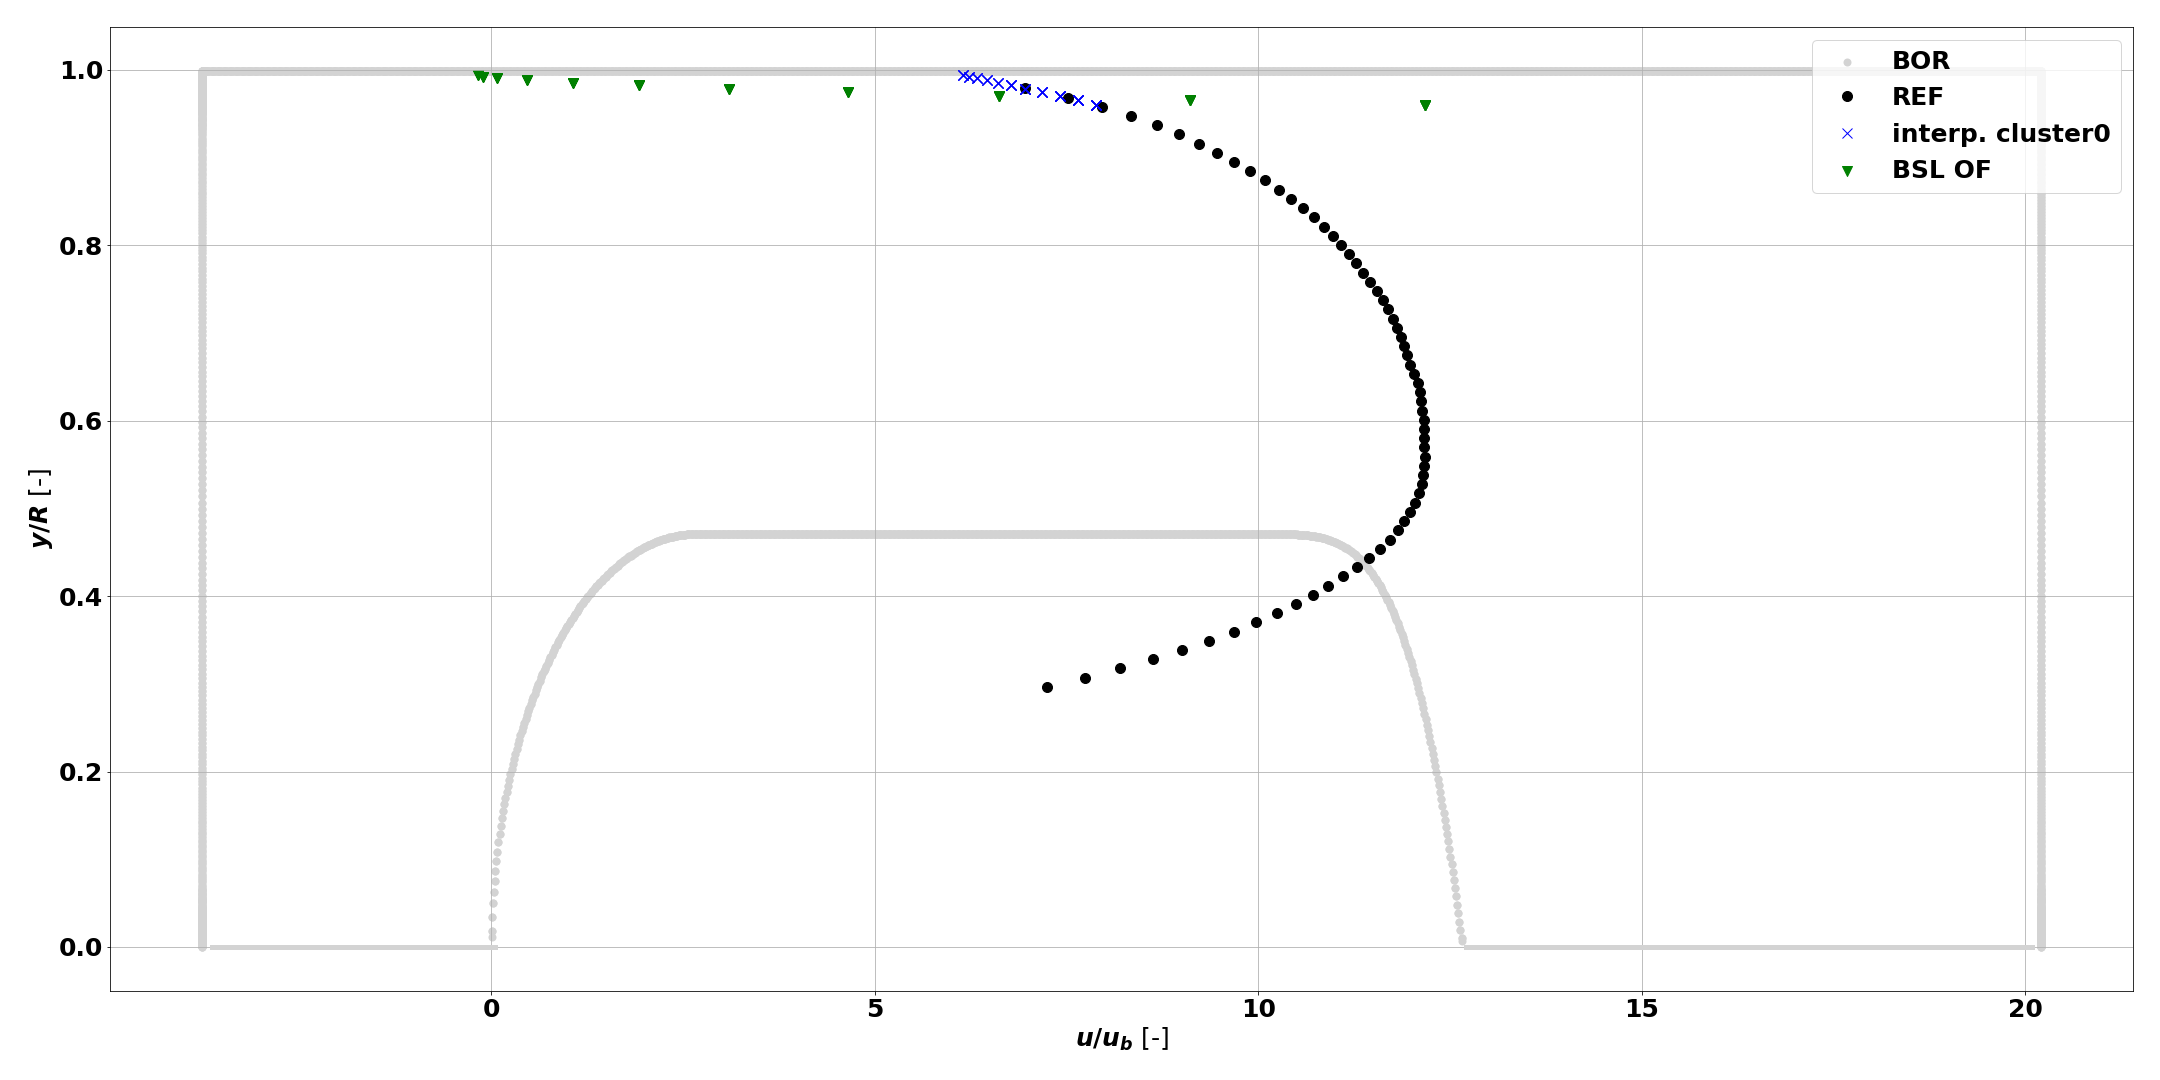 1.0
0.8
0.6
0.4
0.2
0.0
y/R [-]
0 5 10 15 20
u/u_b [-]
BOR
REF
interp. cluster0
BSL OF